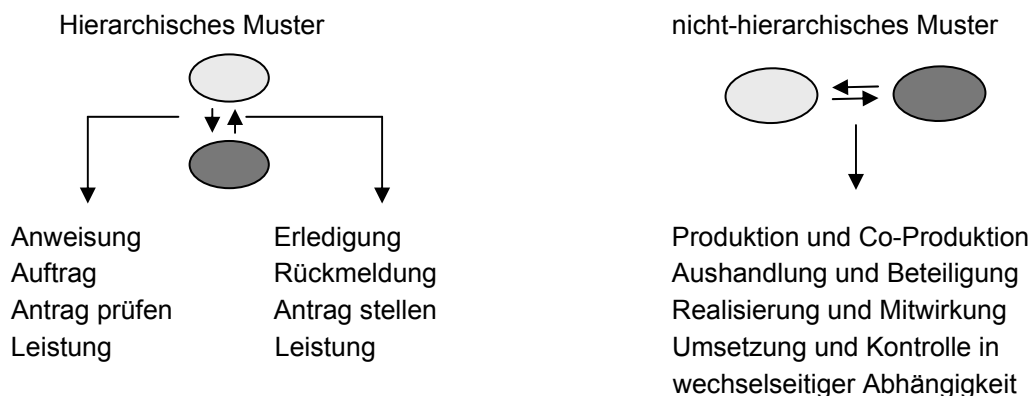 Hierarchisches Muster
nicht-hierarchisches Muster
Anweisung
Auftrag
Antrag prüfen
Leistung
Erledigung
Rückmeldung
Antrag stellen
Leistung
Produktion und Co-Produktion
Aushandlung und Beteiligung
Realisierung und Mitwirkung
Umsetzung und Kontrolle in
wechselseitiger Abhängigkeit